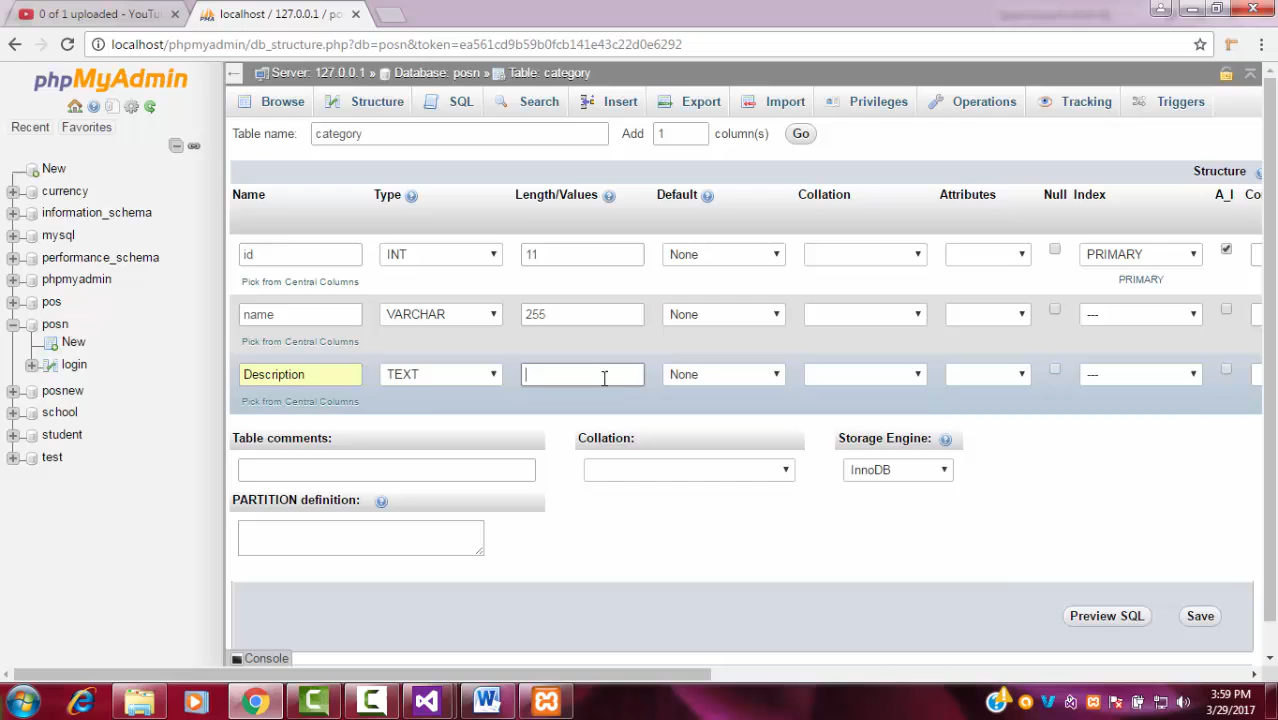 0 of 1 uploaded - YouTu
localhost / 127.0.0.1 / po
localhost/phpmyadmin/db_structure.php?db=posn&token=ea561cd9b59b0fcb141e43c22d0e6292
phpMyAdmin
Recent Favorites
New
currency
information_schema
mysql
performance_schema
phpmyadmin
pos
posn
New
login
posnew
school
student
test
Server: 127.0.0.1 » Database: posn » Table: category
Browse Structure SQL Search Insert Export Import Privileges Operations Tracking Triggers
Table name: category Add 1 column(s) Go
Structure
Name Type Length/Values Default Collation Attributes Null Index A_I Co
id INT 11 None PRIMARY
Pick from Central Columns PRIMARY
name VARCHAR 255 None ---
Pick from Central Columns
Description TEXT None ---
Pick from Central Columns
Table comments: Collation: Storage Engine:
InnoDB
PARTITION definition:
Preview SQL Save
Console
3:59 PM
3/29/2017